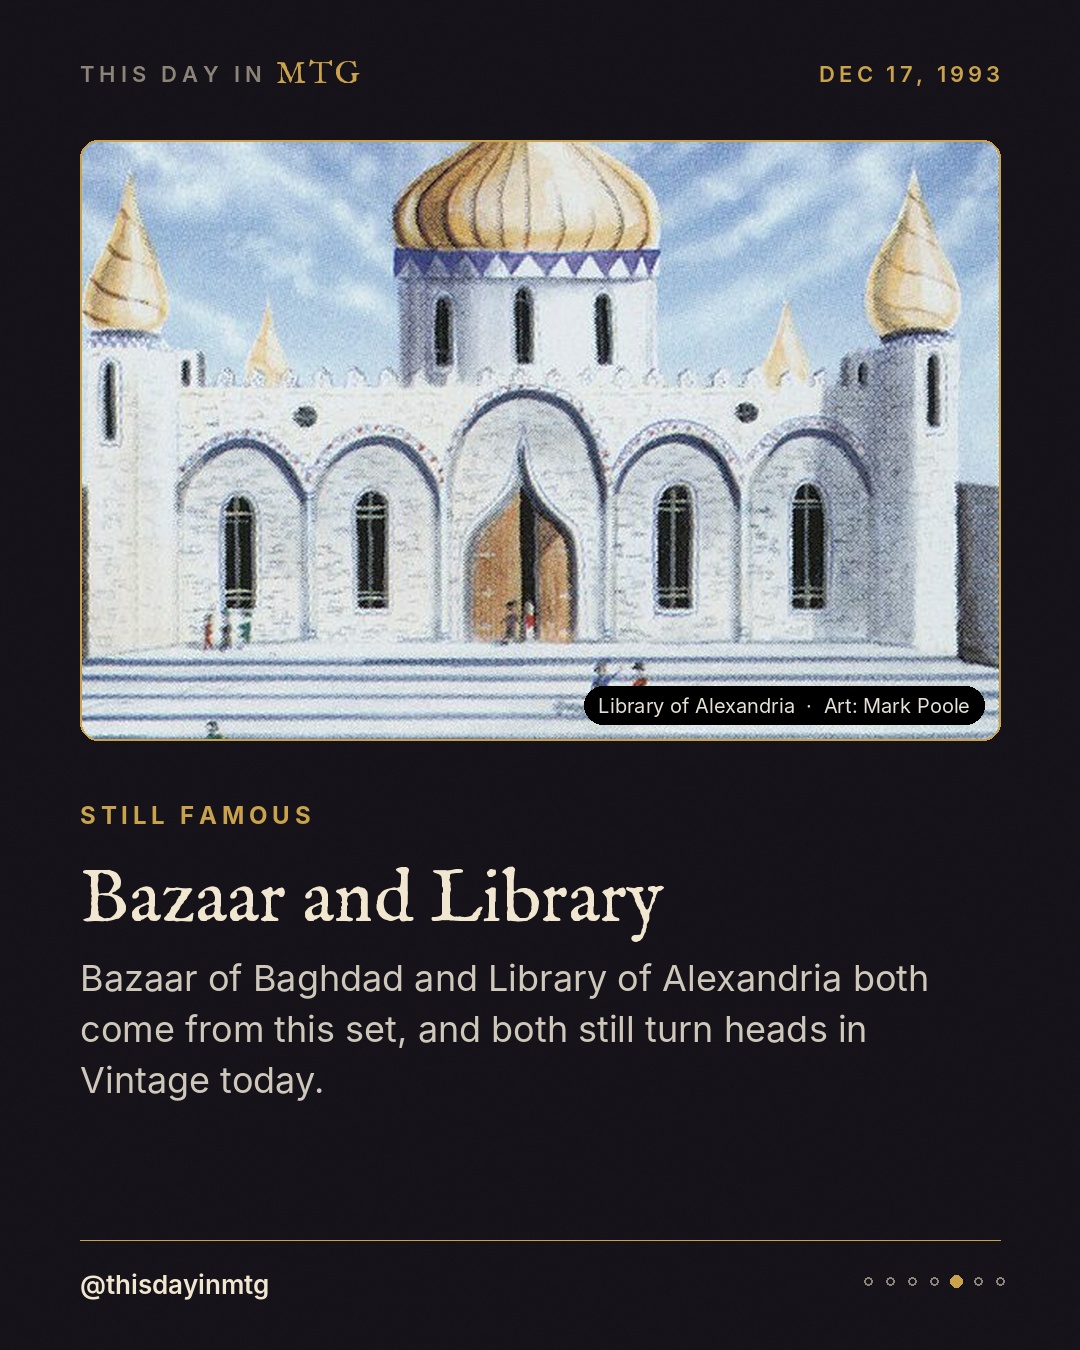 THIS DAY IN MTG
DEC 17, 1993
Library of Alexandria · Art: Mark Poole
STILL FAMOUS
Bazaar and Library
Bazaar of Baghdad and Library of Alexandria both
come from this set, and both still turn heads in
Vintage today.
@thisdayinmtg